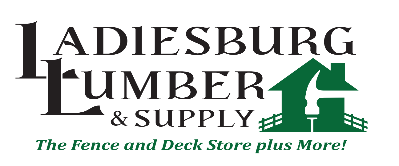 LADIESBURG
LUMBER
& SUPPLY
The Fence and Deck Store plus More!